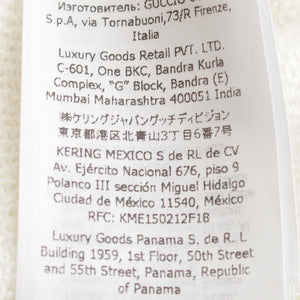 Изготовитель: GUCCIO
S.p.A, via Tornabuoni,73/R Firenze,
Italia
Luxury Goods Retail PVT. LTD.
C-601, One BKC, Bandra Kurla
Complex, “G” Block, Bandra (E)
Mumbai Maharashtra 400051 India
㈱ケリングジャパングッチディビジョン
東京都港区北青山3丁目6番7号
KERING MEXICO S de RL de CV
Av. Ejército Nacional 676, piso 9
Polanco III sección Miguel Hidalgo
Ciudad de México 11540, México
RFC: KME150212F1B
Luxury Goods Panama S. de R. L
Building 1959, 1st Floor, 50th Street
and 55th Street, Panama, Republic
of Panama